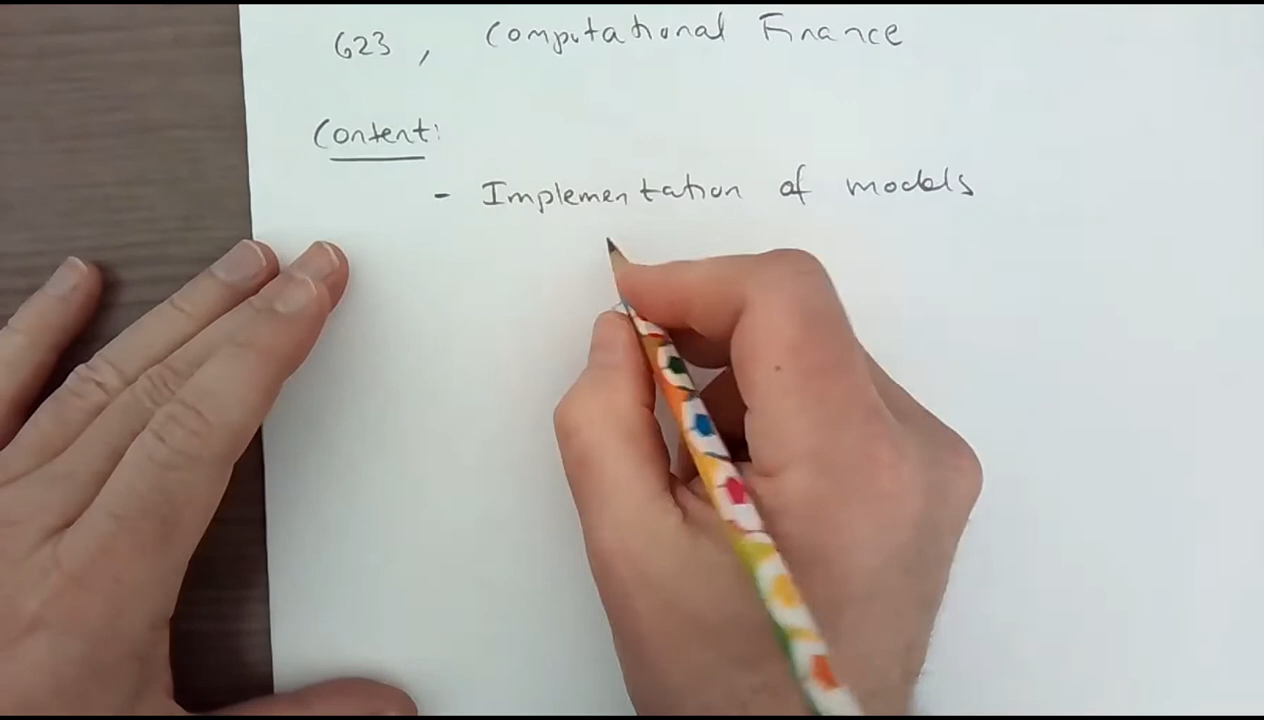 623, Computational Finance
Content:
- Implementation of models